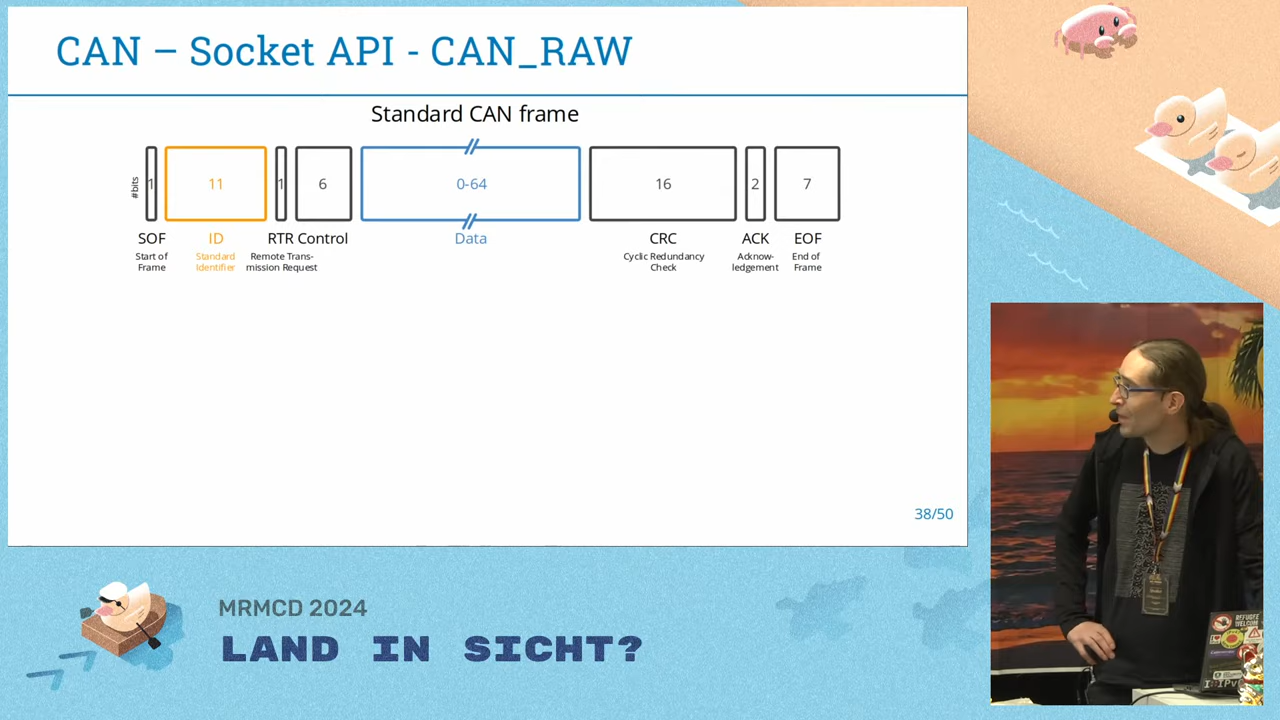 CAN – Socket API - CAN_RAW
Standard CAN frame
#bits
1
11
1
6
0-64
16
2
7
SOF
ID
RTR
Control
Data
CRC
ACK
EOF
Start of
Frame
Standard
Identifier
Remote Trans-
mission Request
Cyclic Redundancy
Check
Acknow-
ledgement
End of
Frame
38/50
MRMCD 2024
LAND IN SICHT?
REFUGEES
WELCOME